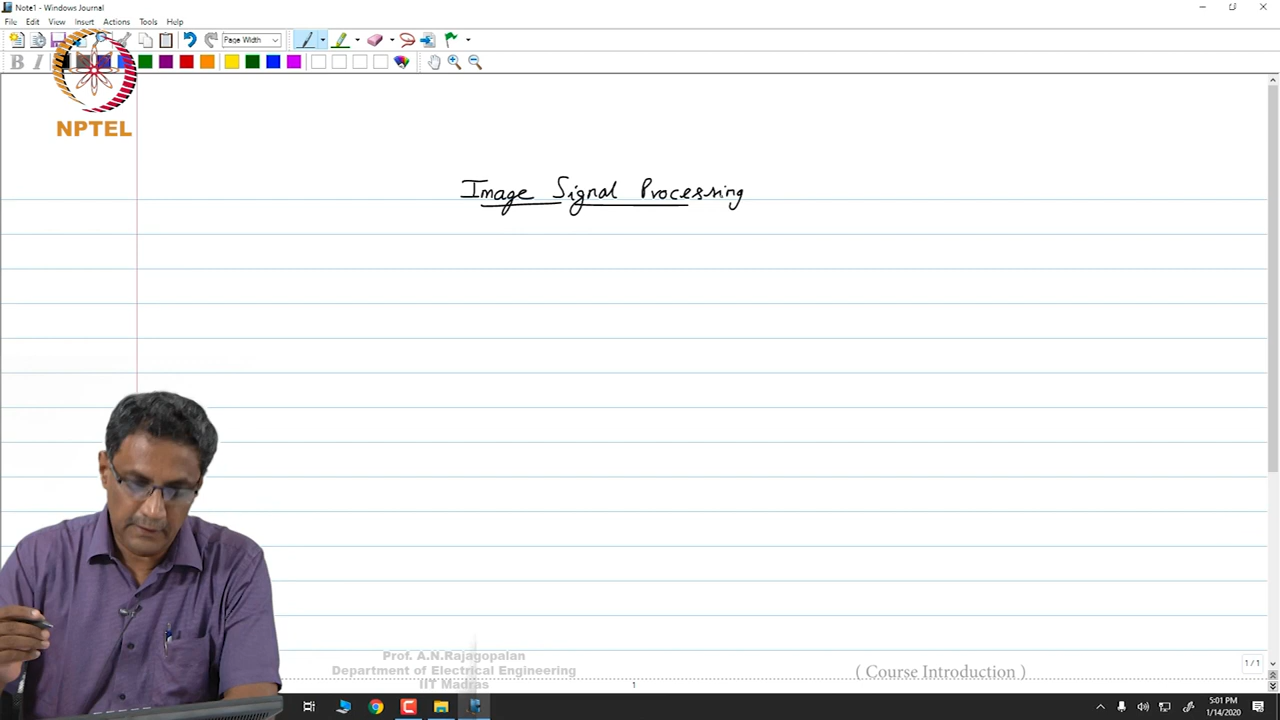 Note1 - Windows Journal
File Edit View Insert Actions Tools Help
Page Width
B I
NPTEL
Image Signal Processing
Prof. A.N.Rajagopalan
Department of Electrical Engineering
IIT Madras
( Course Introduction )
1 / 1
1
5:01 PM
1/14/2020